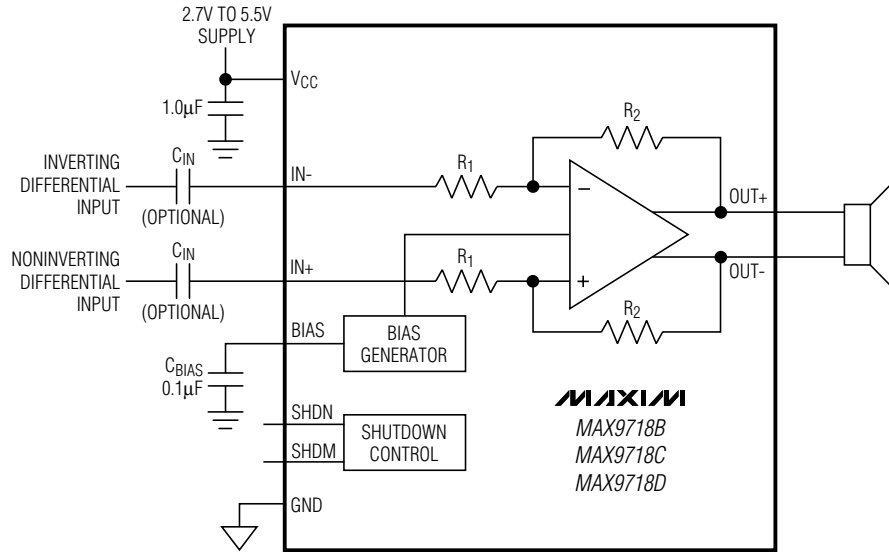 2.7V TO 5.5V
SUPPLY
VCC
1.0μF
INVERTING
DIFFERENTIAL
INPUT
CIN
(OPTIONAL)
IN-
R1
R2
−
OUT+
NONINVERTING
DIFFERENTIAL
INPUT
CIN
(OPTIONAL)
IN+
R1
+
OUT-
R2
BIAS
BIAS
GENERATOR
CBIAS
0.1μF
SHDN
SHDM
SHUTDOWN
CONTROL
GND
MAXIM
MAX9718B
MAX9718C
MAX9718D